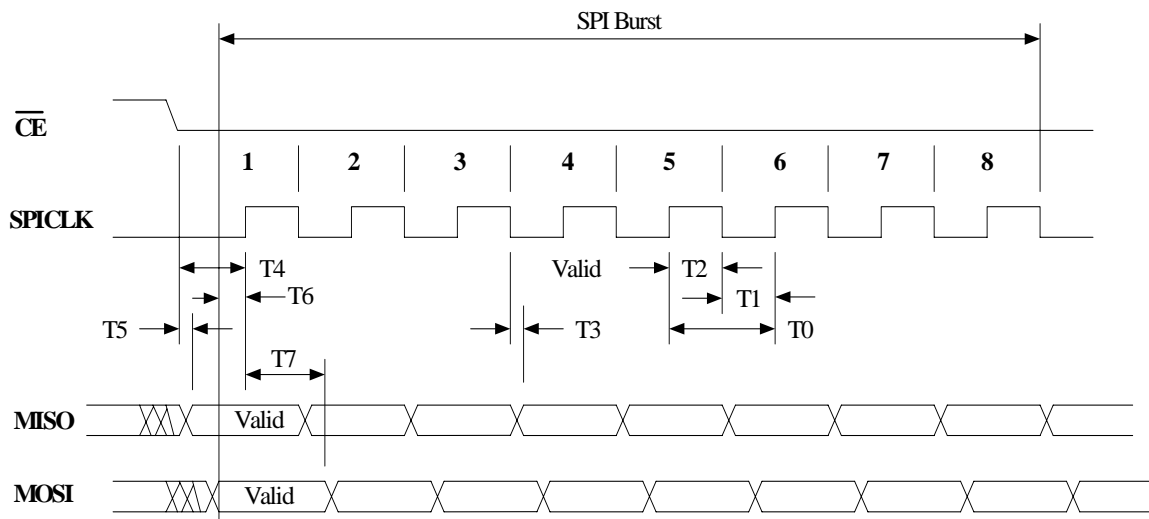 SPI Burst
CE
1 2 3 4 5 6 7 8
SPICLK
T4 Valid T2
T6 T1
T5 T3 T0
T7
MISO Valid
MOSI Valid